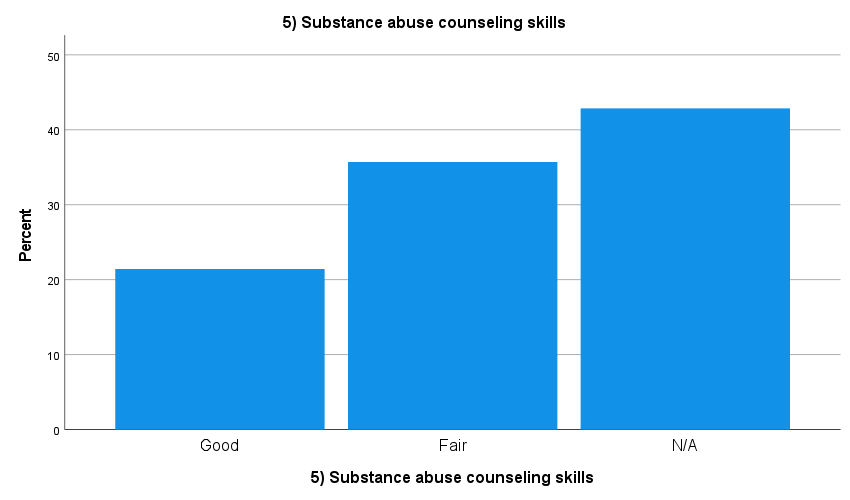 5) Substance abuse counseling skills
Percent
50
40
30
20
10
0
Good Fair N/A
5) Substance abuse counseling skills